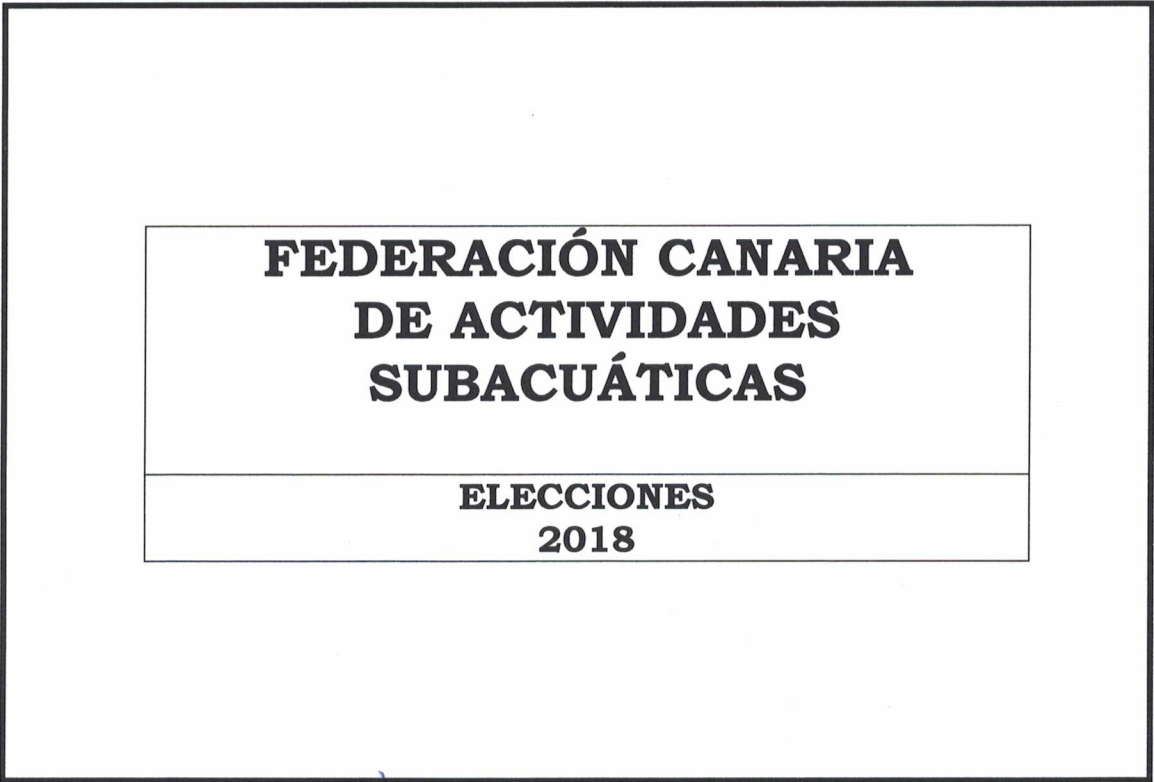 FEDERACIÓN CANARIA
DE ACTIVIDADES
SUBACUÁTICAS
ELECCIONES
2018